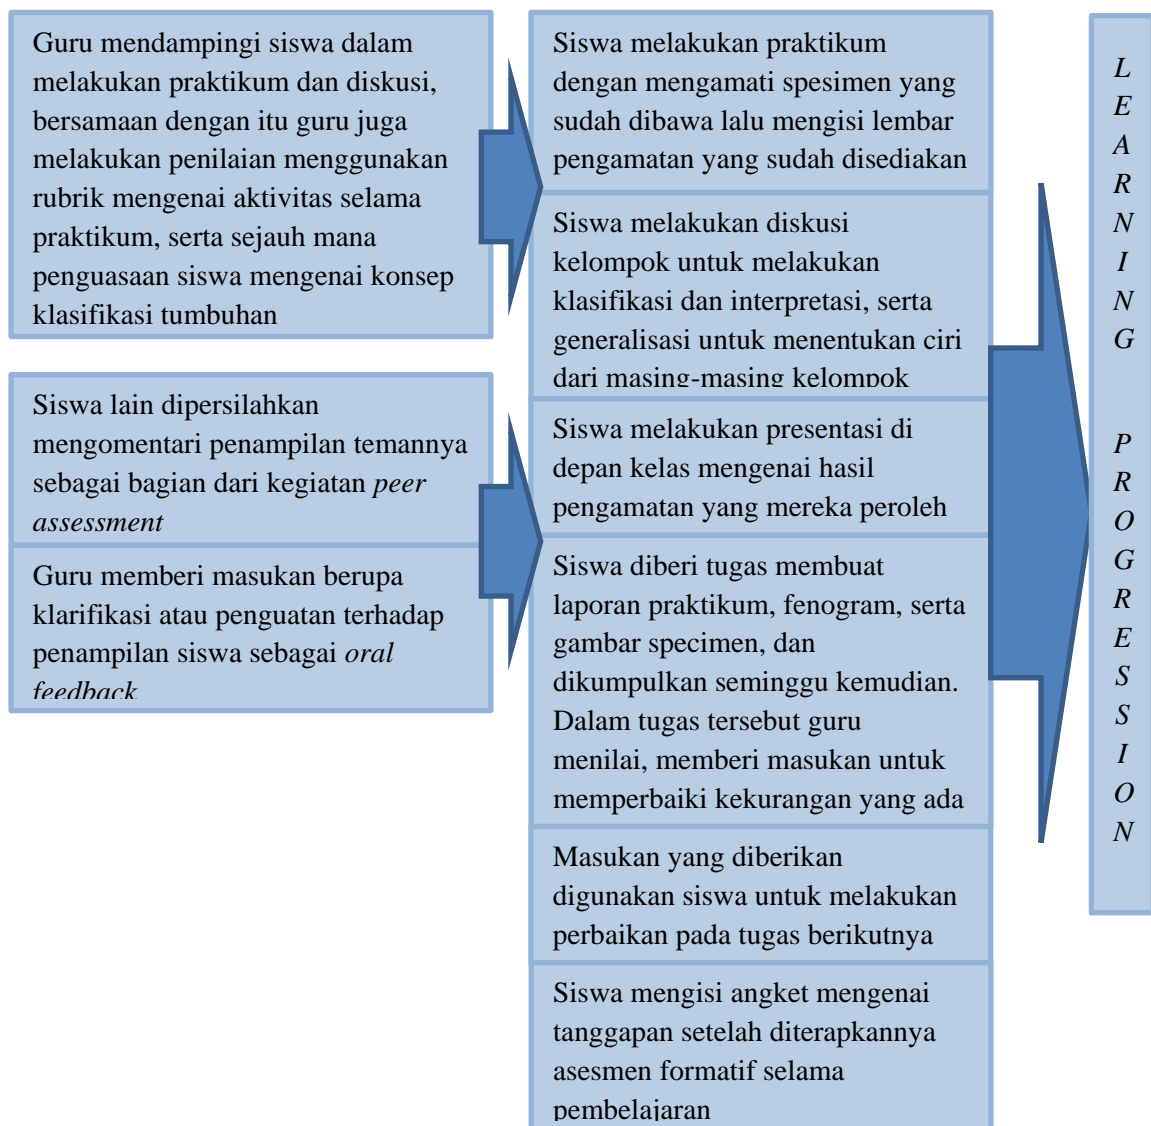 Guru mendampingi siswa dalam
melakukan praktikum dan diskusi,
bersamaan dengan itu guru juga
melakukan penilaian menggunakan
rubrik mengenai aktivitas selama
praktikum, serta sejauh mana
penguasaan siswa mengenai konsep
klasifikasi tumbuhan
Siswa lain dipersilahkan
mengomentari penampilan temannya
sebagai bagian dari kegiatan peer
assessment
Guru memberi masukan berupa
klarifikasi atau penguatan terhadap
penampilan siswa sebagai oral
feedback
Siswa melakukan praktikum
dengan mengamati spesimen yang
sudah dibawa lalu mengisi lembar
pengamatan yang sudah disediakan
Siswa melakukan diskusi
kelompok untuk melakukan
klasifikasi dan interpretasi, serta
generalisasi untuk menentukan ciri
dari masing-masing kelompok
Siswa melakukan presentasi di
depan kelas mengenai hasil
pengamatan yang mereka peroleh
Siswa diberi tugas membuat
laporan praktikum, fenogram, serta
gambar specimen, dan
dikumpulkan seminggu kemudian.
Dalam tugas tersebut guru
menilai, memberi masukan untuk
memperbaiki kekurangan yang ada
Masukan yang diberikan
digunakan siswa untuk melakukan
perbaikan pada tugas berikutnya
Siswa mengisi angket mengenai
tanggapan setelah diterapkannya
asesmen formatif selama
pembelajaran
L
E
A
R
N
I
N
G
P
R
O
G
R
E
S
S
I
O
N